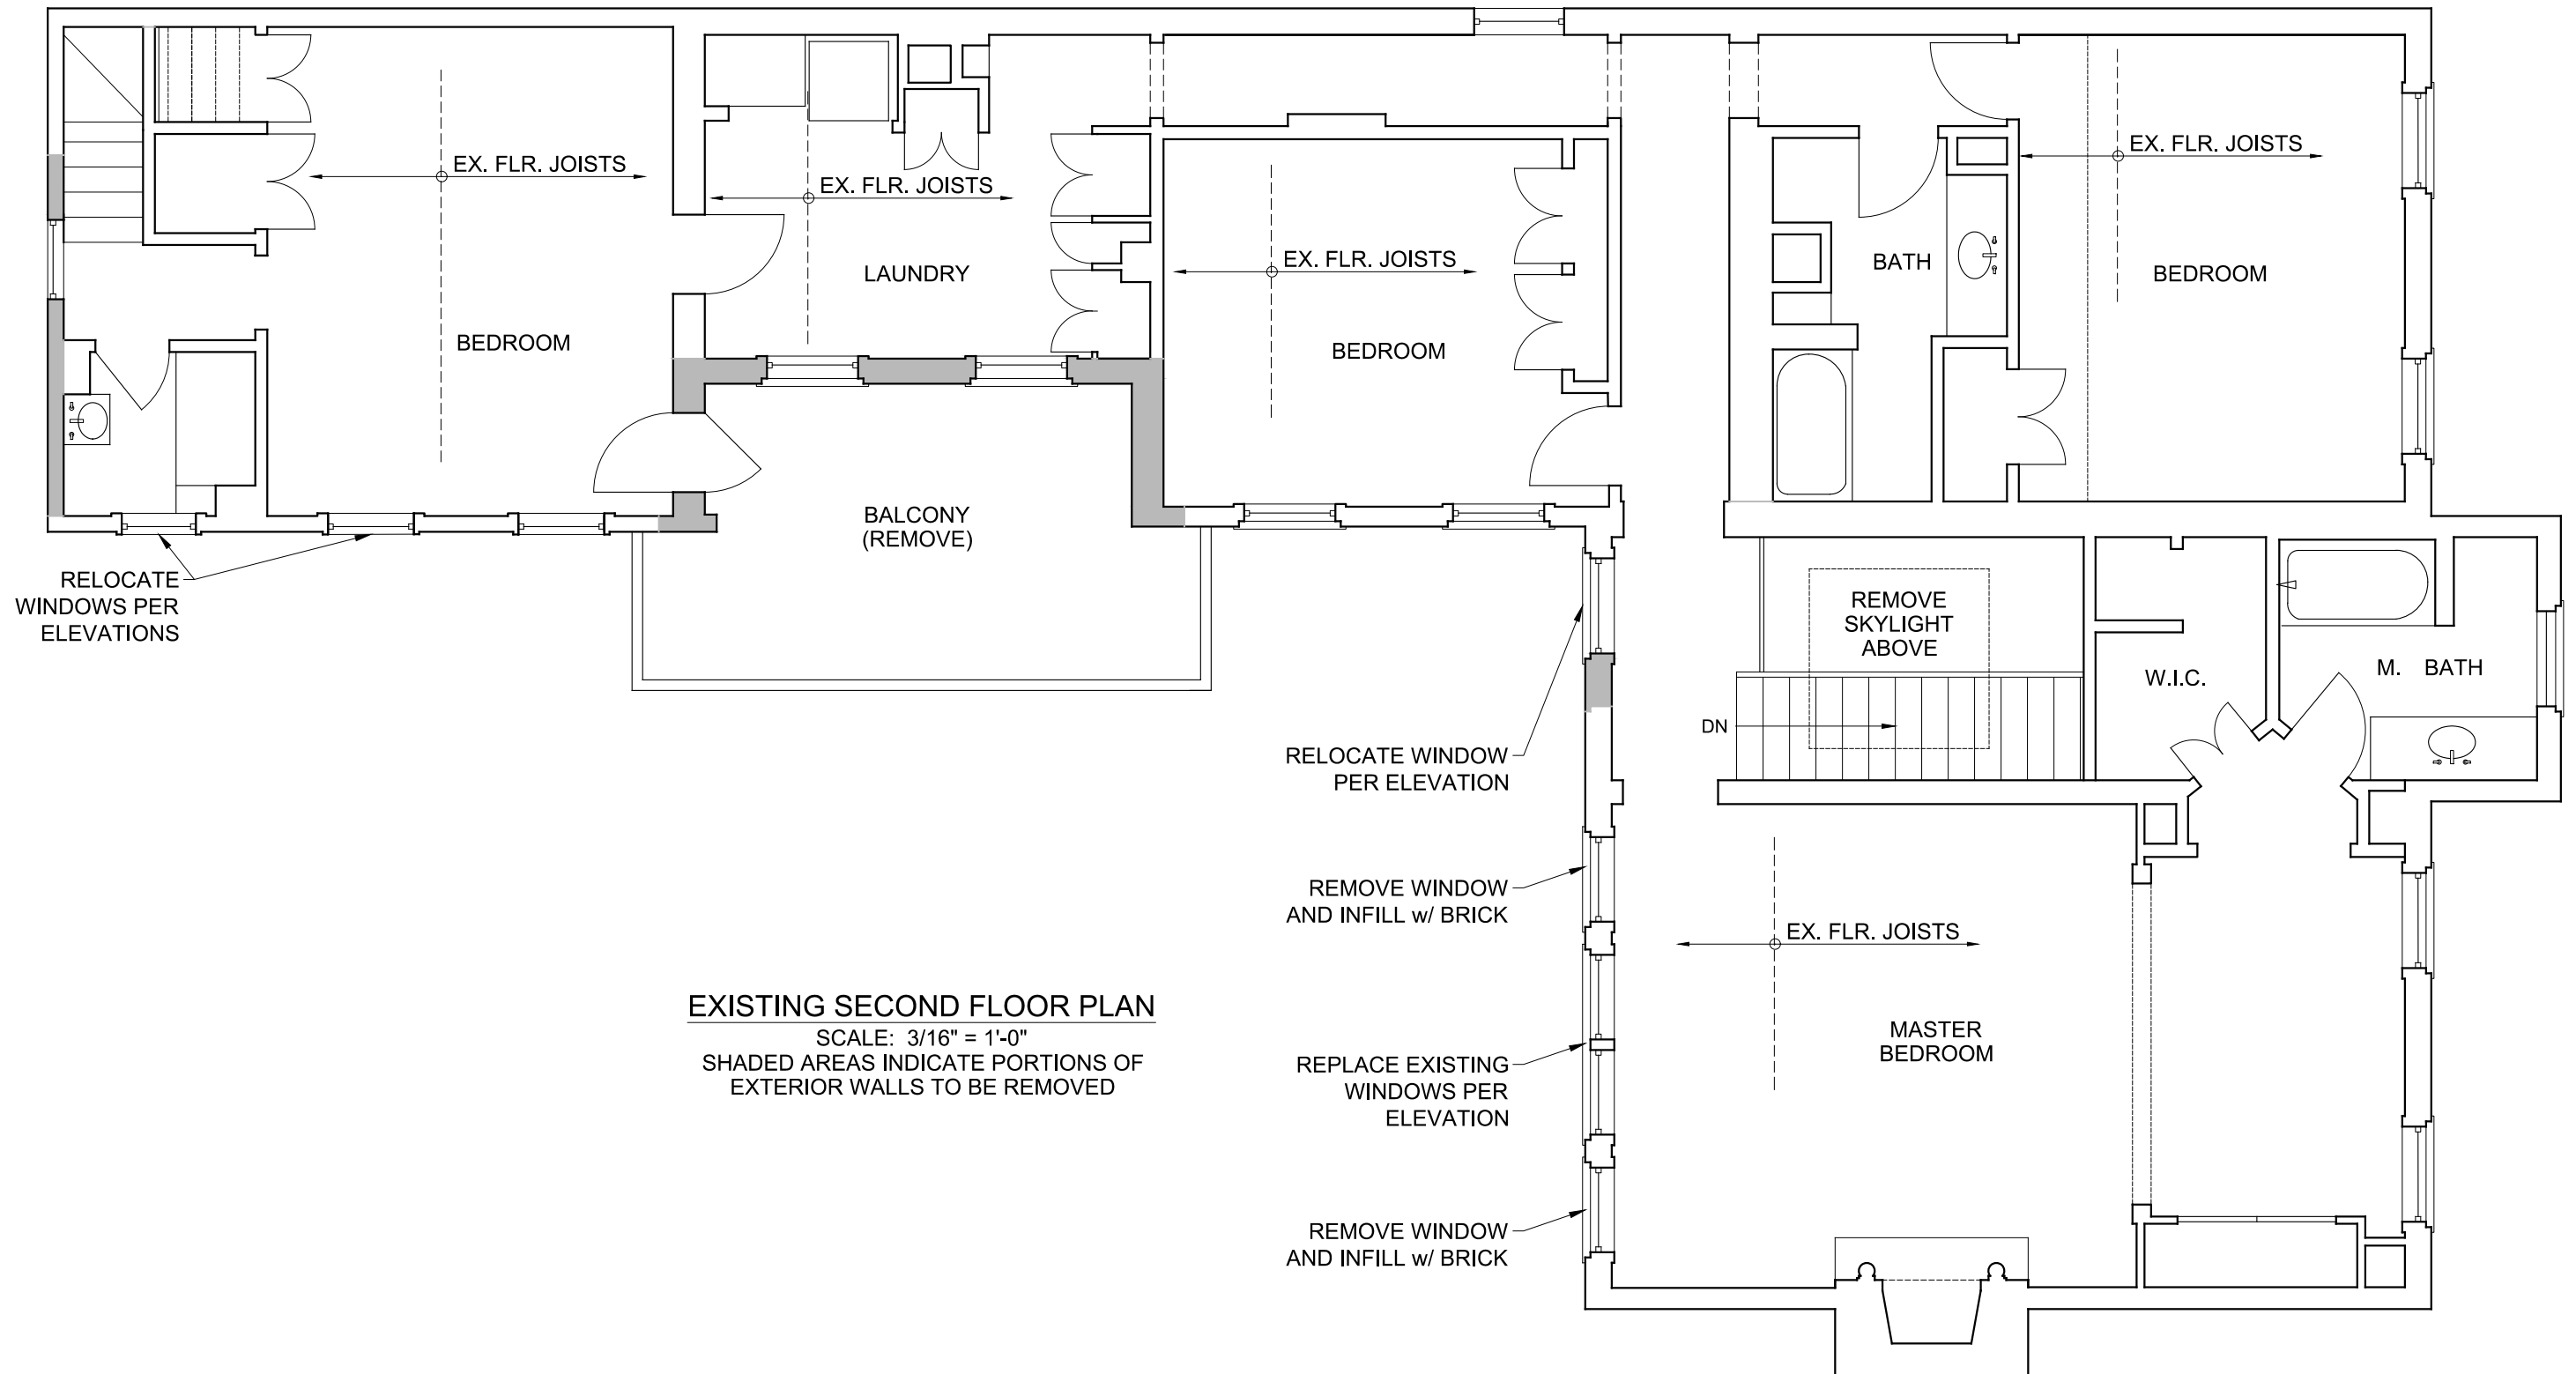 EX. FLR. JOISTS
EX. FLR. JOISTS
EX. FLR. JOISTS
EX. FLR. JOISTS
LAUNDRY
BATH
BEDROOM
BEDROOM
BEDROOM
BALCONY
(REMOVE)
RELOCATE
WINDOWS PER
ELEVATIONS
REMOVE
SKYLIGHT
ABOVE
W.I.C.
M. BATH
DN
RELOCATE WINDOW
PER ELEVATION
REMOVE WINDOW
AND INFILL w/ BRICK
EX. FLR. JOISTS
EXISTING SECOND FLOOR PLAN
SCALE: 3/16" = 1'-0"
SHADED AREAS INDICATE PORTIONS OF
EXTERIOR WALLS TO BE REMOVED
MASTER
BEDROOM
REPLACE EXISTING
WINDOWS PER
ELEVATION
REMOVE WINDOW
AND INFILL w/ BRICK